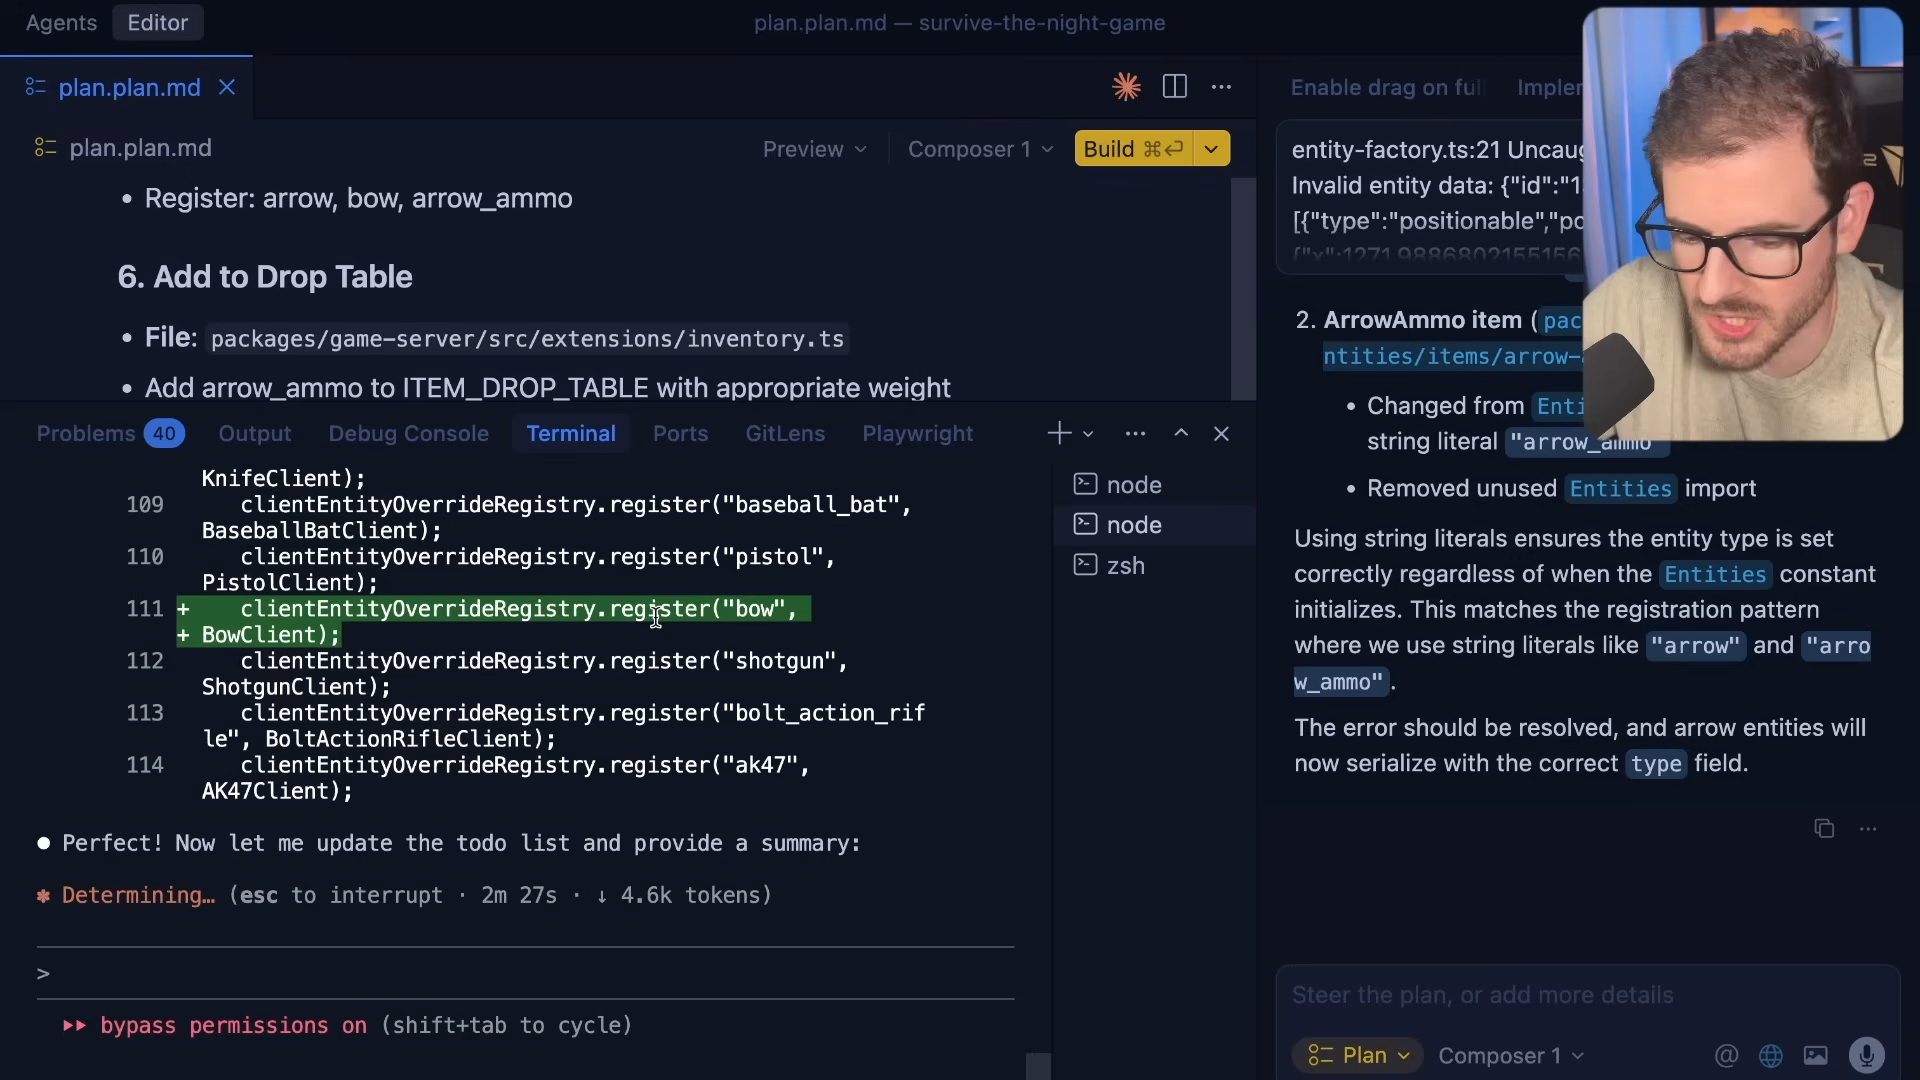 Agents
Editor
plan.plan.md — survive-the-night-game
plan.plan.md
plan.plan.md
Preview
Composer 1
Build ⌘↵
• Register: arrow, bow, arrow_ammo
6. Add to Drop Table
• File: packages/game-server/src/extensions/inventory.ts
• Add arrow_ammo to ITEM_DROP_TABLE with appropriate weight
Problems 40
Output
Debug Console
Terminal
Ports
GitLens
Playwright
KnifeClient);
109 clientEntityOverrideRegistry.register("baseball_bat",
BaseballBatClient);
110 clientEntityOverrideRegistry.register("pistol",
PistolClient);
111 + clientEntityOverrideRegistry.register("bow",
+ BowClient);
112 clientEntityOverrideRegistry.register("shotgun",
ShotgunClient);
113 clientEntityOverrideRegistry.register("bolt_action_rif
le", BoltActionRifleClient);
114 clientEntityOverrideRegistry.register("ak47",
AK47Client);
● Perfect! Now let me update the todo list and provide a summary:
✽ Determining… (esc to interrupt · 2m 27s · ↓ 4.6k tokens)
>
▸▸ bypass permissions on (shift+tab to cycle)
node
node
zsh
Enable drag on ful
Impler
entity-factory.ts:21 Uncaug
Invalid entity data: {"id":"1
[{"type":"positionable","po
{"x":1271.9886802155156
2. ArrowAmmo item (pac
ntities/items/arrow-a
• Changed from Enti
string literal "arrow_ammo"
• Removed unused Entities import
Using string literals ensures the entity type is set
correctly regardless of when the Entities constant
initializes. This matches the registration pattern
where we use string literals like "arrow" and "arro
w_ammo".
The error should be resolved, and arrow entities will
now serialize with the correct type field.
Steer the plan, or add more details
Plan
Composer 1